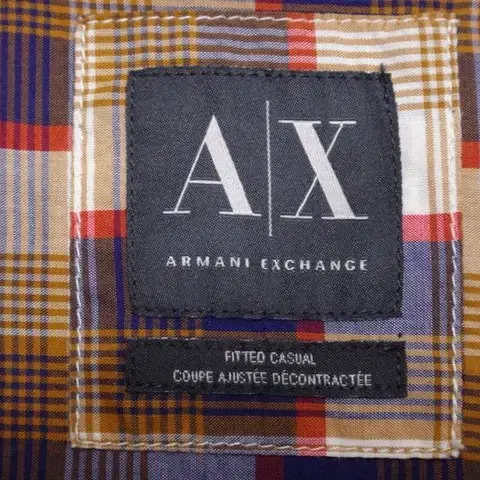 A|X
ARMANI EXCHANGE
FITTED CASUAL
COUPE AJUSTÉE DÉCONTRACTÉE